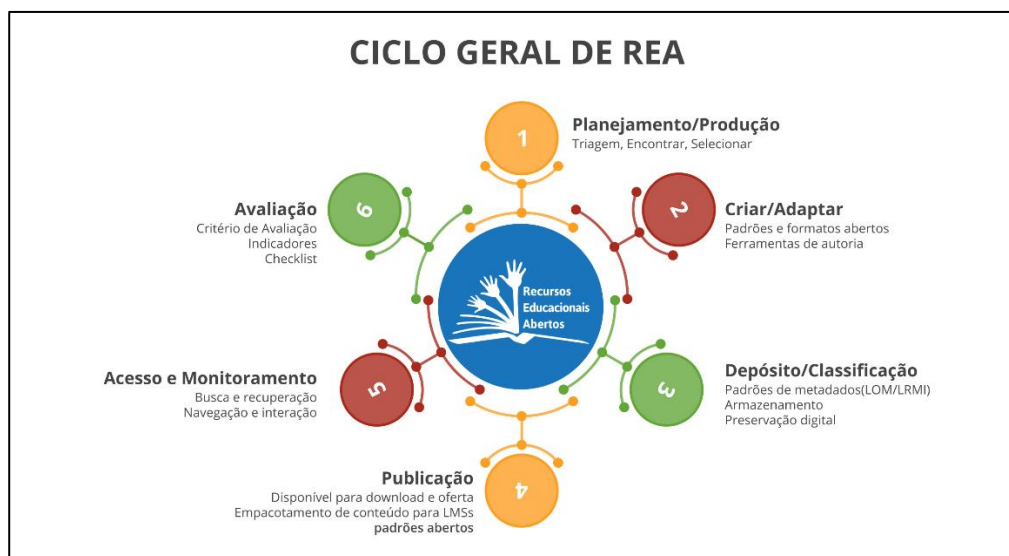 CICLO GERAL DE REA
1
Planejamento/Produção
Triagem, Encontrar, Selecionar
2
Criar/Adaptar
Padrões e formatos abertos
Ferramentas de autoria
3
Depósito/Classificação
Padrões de metadados(LOM/LRMI)
Armazenamento
Preservação digital
4
Publicação
Disponível para download e oferta
Empacotamento de conteúdo para LMSs
padrões abertos
5
Acesso e Monitoramento
Busca e recuperação
Navegação e interação
6
Avaliação
Critério de Avaliação
Indicadores
Checklist
Recursos
Educacionais
Abertos